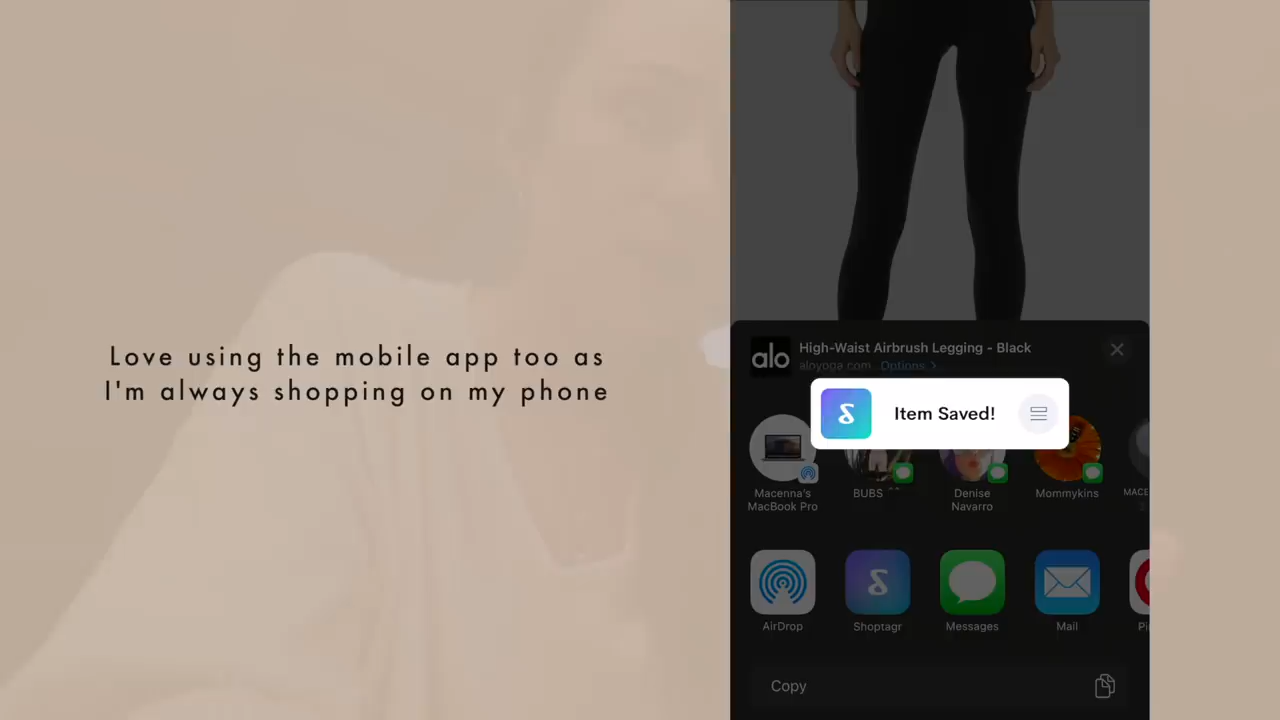 Love using the mobile app too as
I'm always shopping on my phone
alo
High-Waist Airbrush Legging - Black
aloyoga.com Options >
Item Saved!
Macenna's
MacBook Pro
BUBS
Denise
Navarro
Mommykins
MACE
AirDrop
Shoptagr
Messages
Mail
Copy